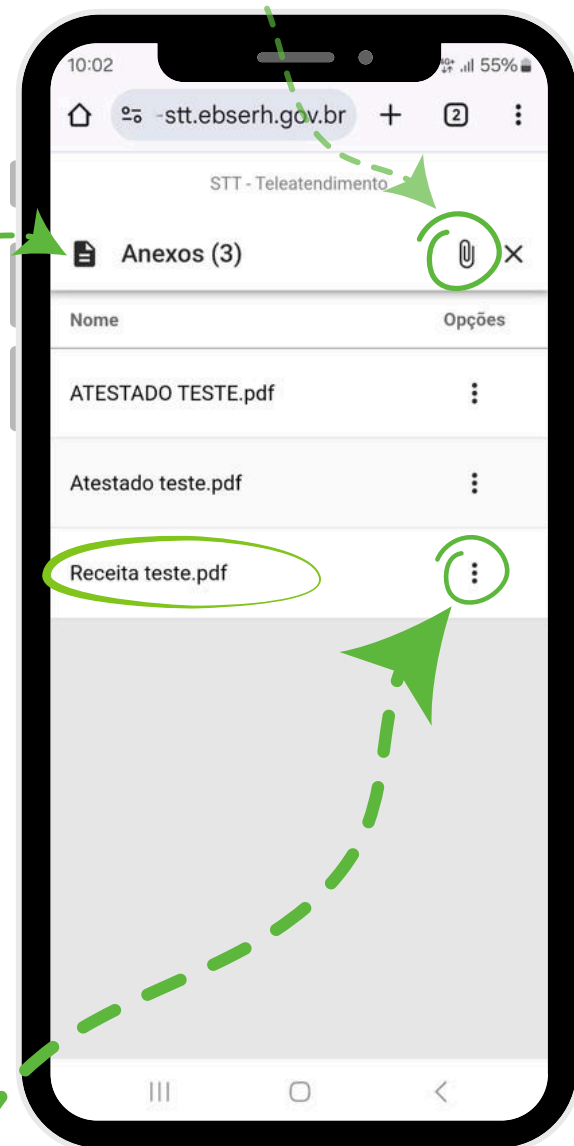 10:02
4G+ 55%
-stt.ebserh.gov.br + 2
STT - Teleatendimento
Anexos (3)
Nome Opções
ATESTADO TESTE.pdf
Atestado teste.pdf
Receita teste.pdf